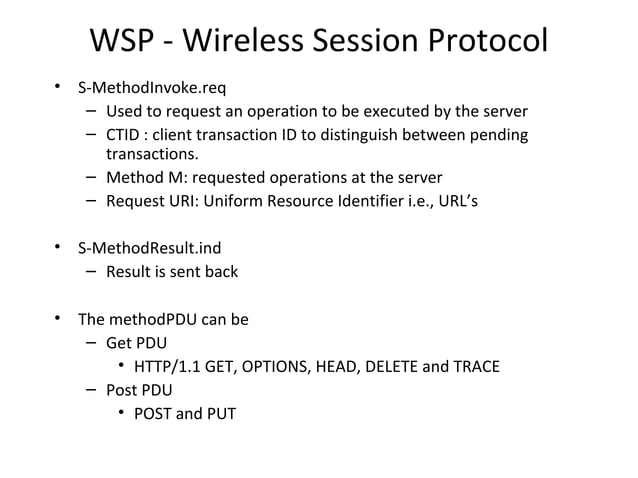 WSP - Wireless Session Protocol
• S-MethodInvoke.req
– Used to request an operation to be executed by the server
– CTID : client transaction ID to distinguish between pending
transactions.
– Method M: requested operations at the server
– Request URI: Uniform Resource Identifier i.e., URL’s
• S-MethodResult.ind
– Result is sent back
• The methodPDU can be
– Get PDU
• HTTP/1.1 GET, OPTIONS, HEAD, DELETE and TRACE
– Post PDU
• POST and PUT